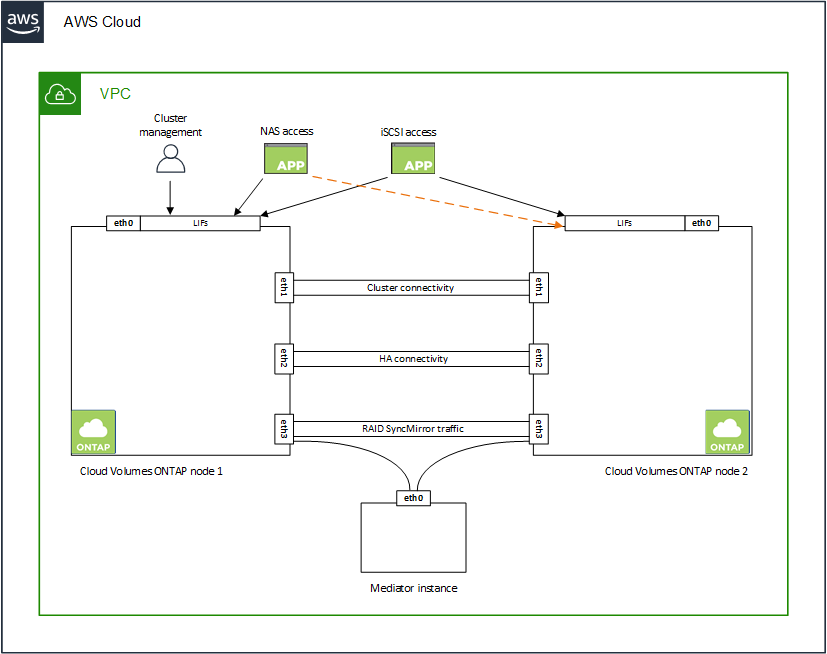 aws
AWS Cloud
VPC
Cluster
management
NAS access
iSCSI access
APP
APP
eth0
LIFs
LIFs
eth0
eth1
Cluster connectivity
eth1
eth2
HA connectivity
eth2
eth3
RAID SyncMirror traffic
eth3
ONTAP
ONTAP
Cloud Volumes ONTAP node 1
Cloud Volumes ONTAP node 2
eth0
Mediator instance